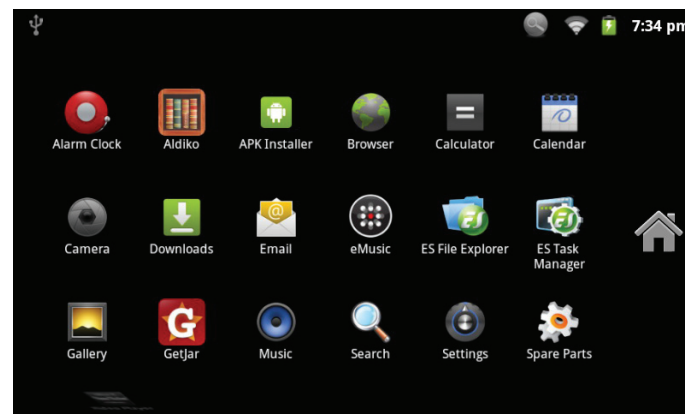 7:34 pm
Alarm Clock Aldiko APK Installer Browser Calculator Calendar
Camera Downloads Email eMusic ES File Explorer ES Task
Manager
Gallery GetJar Music Search Settings Spare Parts